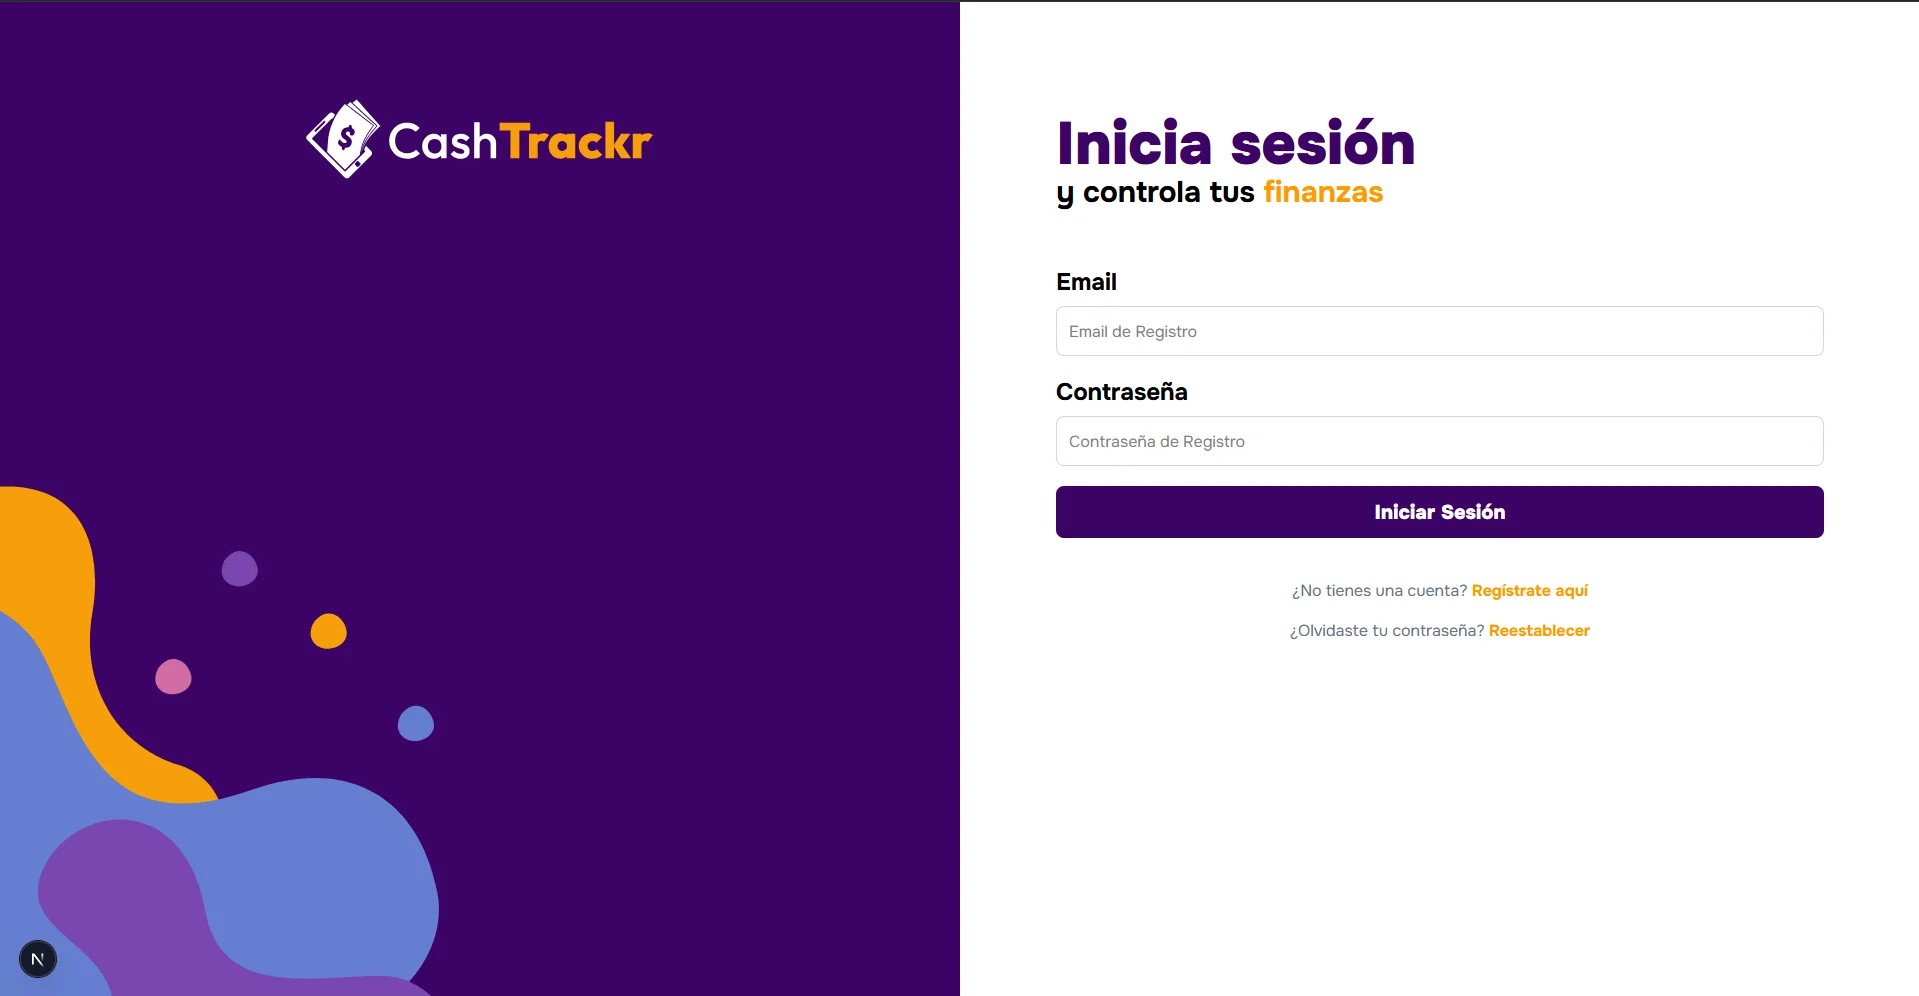 $
CashTrackr
Inicia sesión
y controla tus finanzas
Email
Email de Registro
Contraseña
Contraseña de Registro
Iniciar Sesión
¿No tienes una cuenta? Regístrate aquí
¿Olvidaste tu contraseña? Reestablecer
N